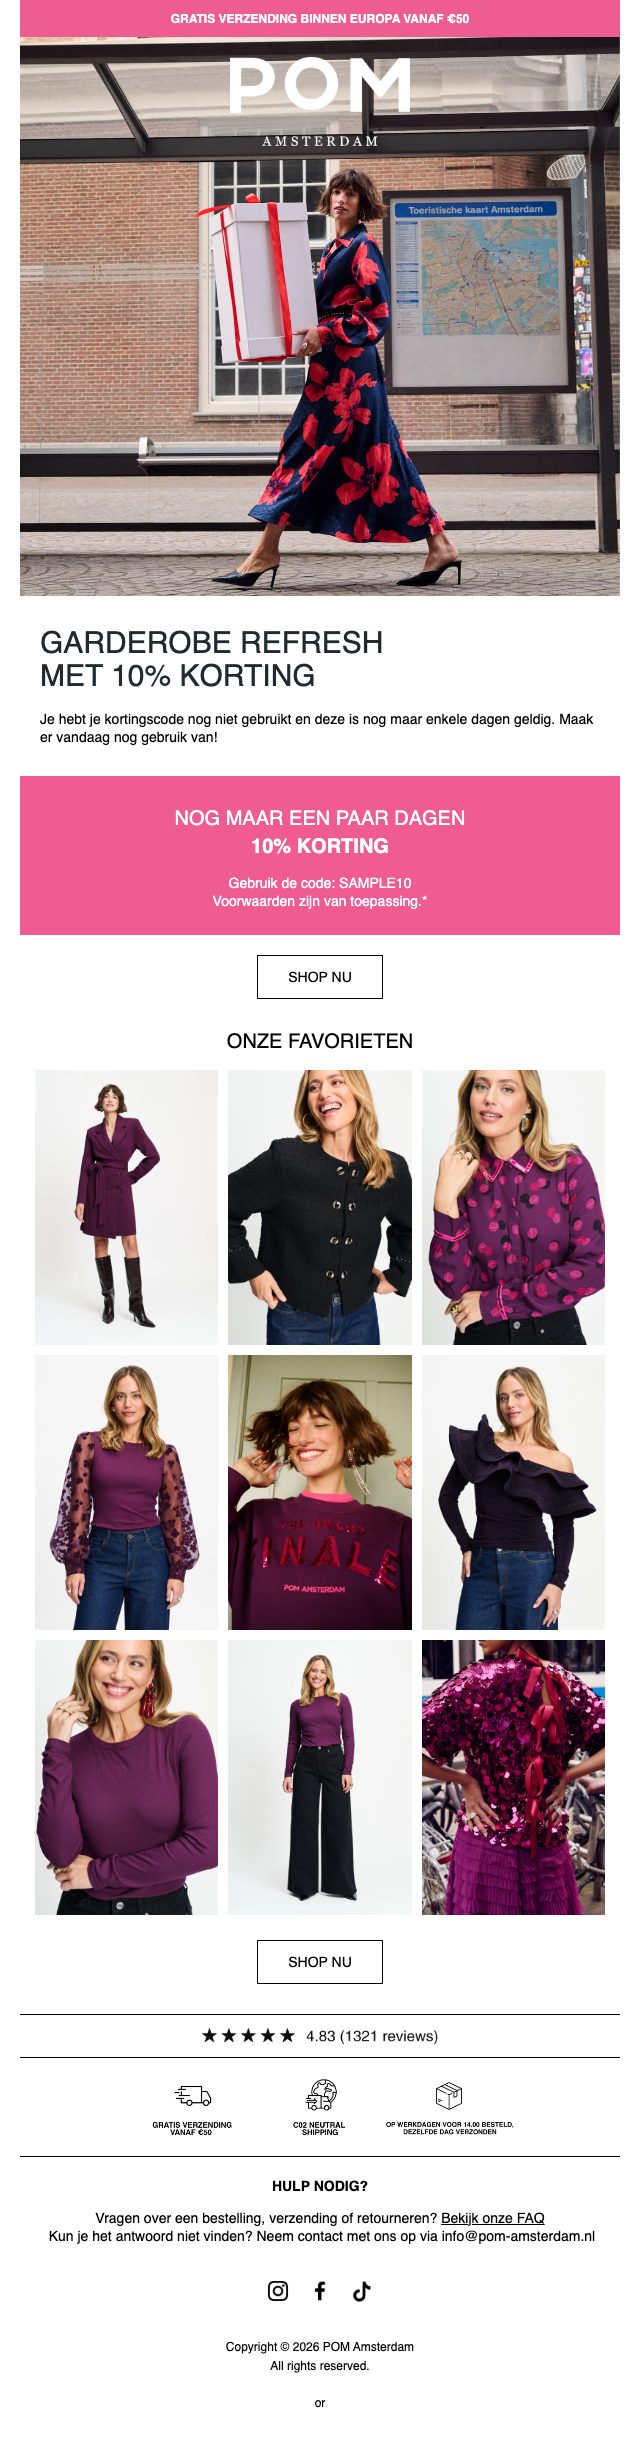 GRATIS VERZENDING BINNEN EUROPA VANAF €50
POM
AMSTERDAM
Toeristische kaart Amsterdam
GARDEROBE REFRESH
MET 10% KORTING
Je hebt je kortingscode nog niet gebruikt en deze is nog maar enkele dagen geldig. Maak
er vandaag nog gebruik van!
NOG MAAR EEN PAAR DAGEN
10% KORTING
Gebruik de code: SAMPLE10
Voorwaarden zijn van toepassing.*
SHOP NU
ONZE FAVORIETEN
THE GRAND
FINALE
POM AMSTERDAM
SHOP NU
4.83 (1321 reviews)
GRATIS VERZENDING
VANAF €50
C02 NEUTRAL
SHIPPING
OP WERKDAGEN VOOR 14.00 BESTELD,
DEZELFDE DAG VERZONDEN
HULP NODIG?
Vragen over een bestelling, verzending of retourneren? Bekijk onze FAQ
Kun je het antwoord niet vinden? Neem contact met ons op via info@pom-amsterdam.nl
Copyright © 2026 POM Amsterdam
All rights reserved.
or